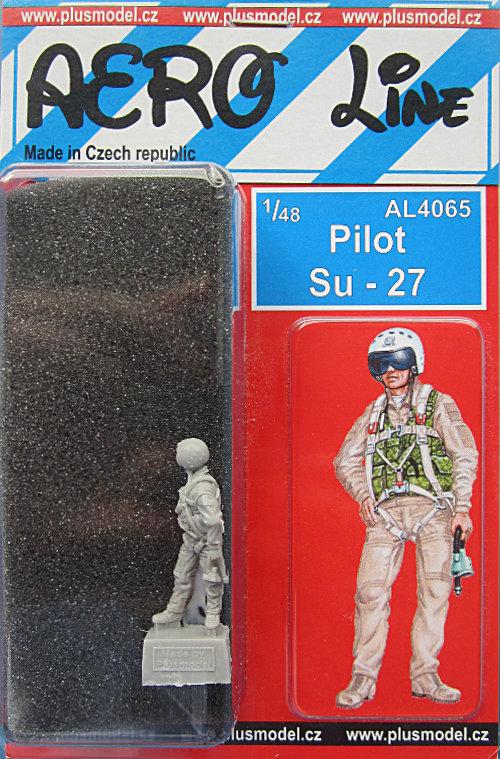 www.plusmodel.cz www.plusmodel.cz www.plusmodel.cz
AERO LINE
Made in Czech republic
1/48 AL4065
Pilot
Su - 27
Made by
Plusmodel
www.plusmodel.cz www.plusmodel.cz